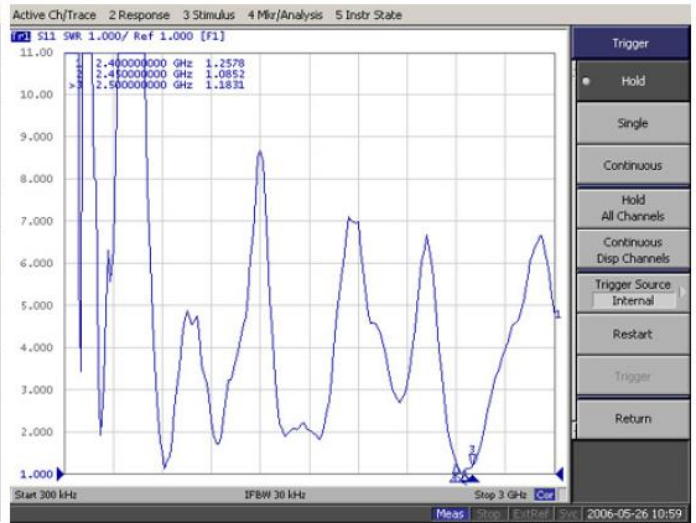 Active Ch/Trace 2 Response 3 Stimulus 4 Mkr/Analysis 5 Instr State
Tr1 S11 SWR 1.000/ Ref 1.000 [F1]
11.00
1 2.400000000 GHz 1.2578
2 2.450000000 GHz 1.0852
>3 2.500000000 GHz 1.1831
10.00
9.000
8.000
7.000
6.000
5.000
4.000
3.000
2.000
1.000
1
3
Start 300 kHz IFBW 30 kHz Stop 3 GHz Cor
Trigger
Hold
Single
Continuous
Hold
All Channels
Continuous
Disp Channels
Trigger Source
Internal
Restart
Trigger
Return
Meas Stop ExtRef Svc 2006-05-26 10:59